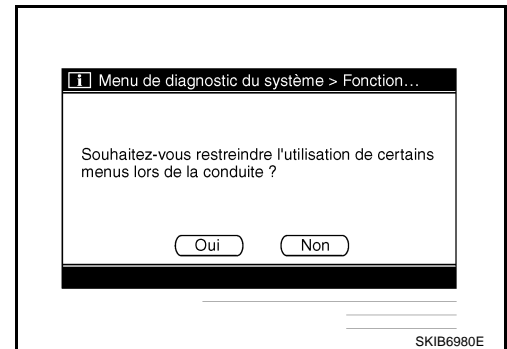 i Menu de diagnostic du système > Fonction...
Souhaitez-vous restreindre l'utilisation de certains
menus lors de la conduite ?
Oui Non
SKIB6980E